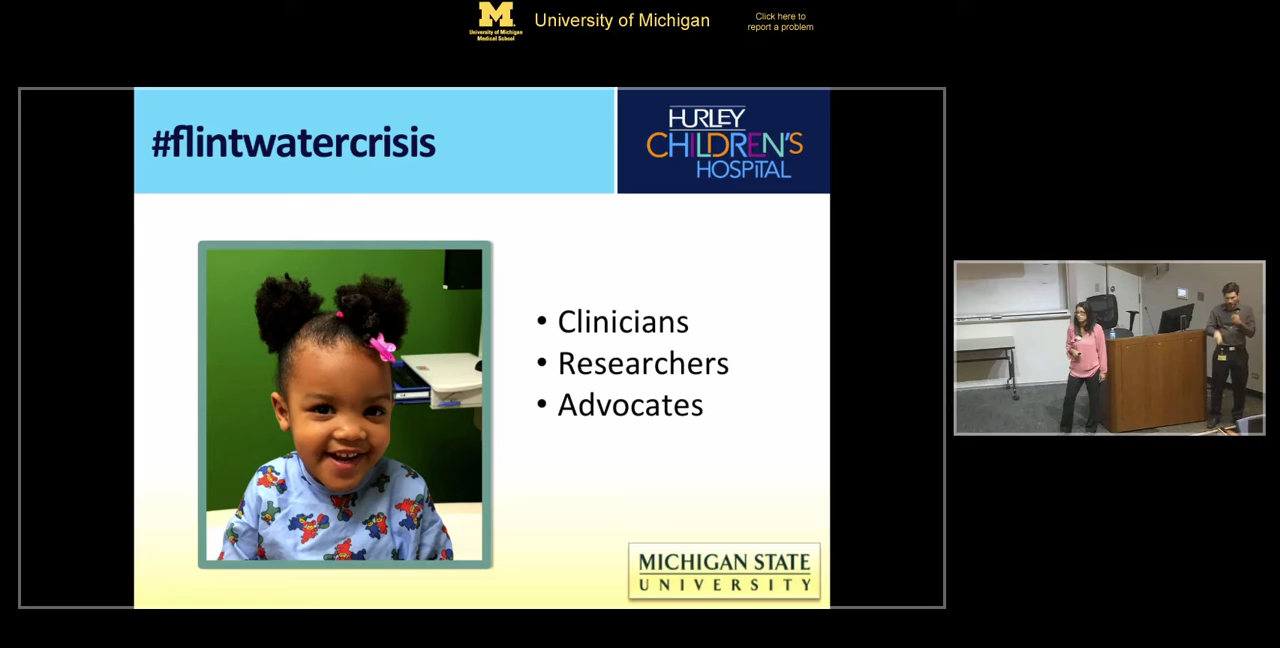 University of Michigan
Medical School
University of Michigan
Click here to
report a problem
#flintwatercrisis
HURLEY
CHILDREN'S
HOSPITAL
• Clinicians
• Researchers
• Advocates
MICHIGAN STATE
UNIVERSITY